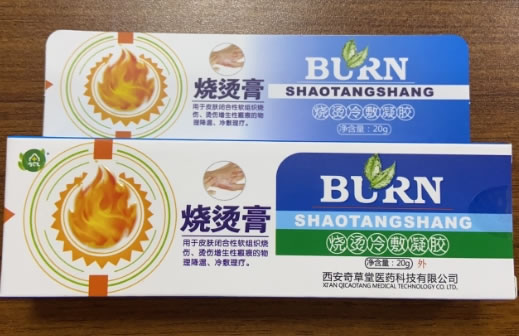 BURN
SHAOTANGSHANG
烧烫膏
用于皮肤闭合性软组织烧
伤、烫伤增生性瘢痕的物
理降温、冷敷理疗。
烧烫冷敷凝胶
净含量:20g
BURN
SHAOTANGSHANG
烧烫膏
用于皮肤闭合性软组织烧
伤、烫伤增生性瘢痕的物
理降温、冷敷理疗。
烧烫冷敷凝胶
净含量:20g 外
西安奇草堂医药科技有限公司
XI'AN QICAOTANG MEDICAL TECHNOLOGY CO., LTD.